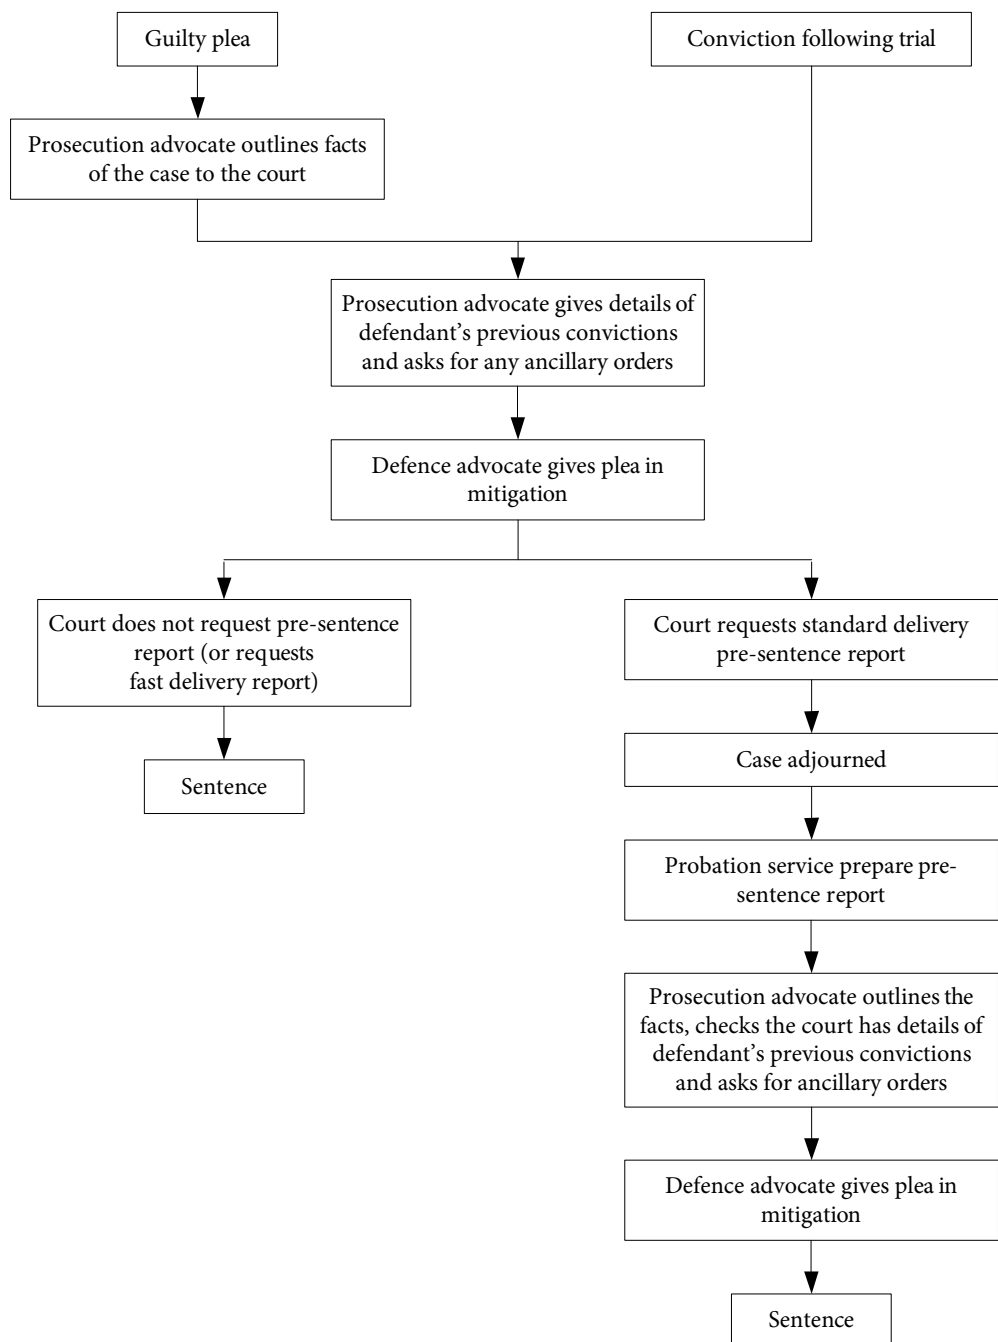 Guilty plea
Conviction following trial
Prosecution advocate outlines facts
of the case to the court
Prosecution advocate gives details of
defendant’s previous convictions
and asks for any ancillary orders
Defence advocate gives plea in
mitigation
Court does not request pre-sentence
report (or requests
fast delivery report)
Sentence
Court requests standard delivery
pre-sentence report
Case adjourned
Probation service prepare pre-
sentence report
Prosecution advocate outlines the
facts, checks the court has details of
defendant’s previous convictions
and asks for ancillary orders
Defence advocate gives plea in
mitigation
Sentence